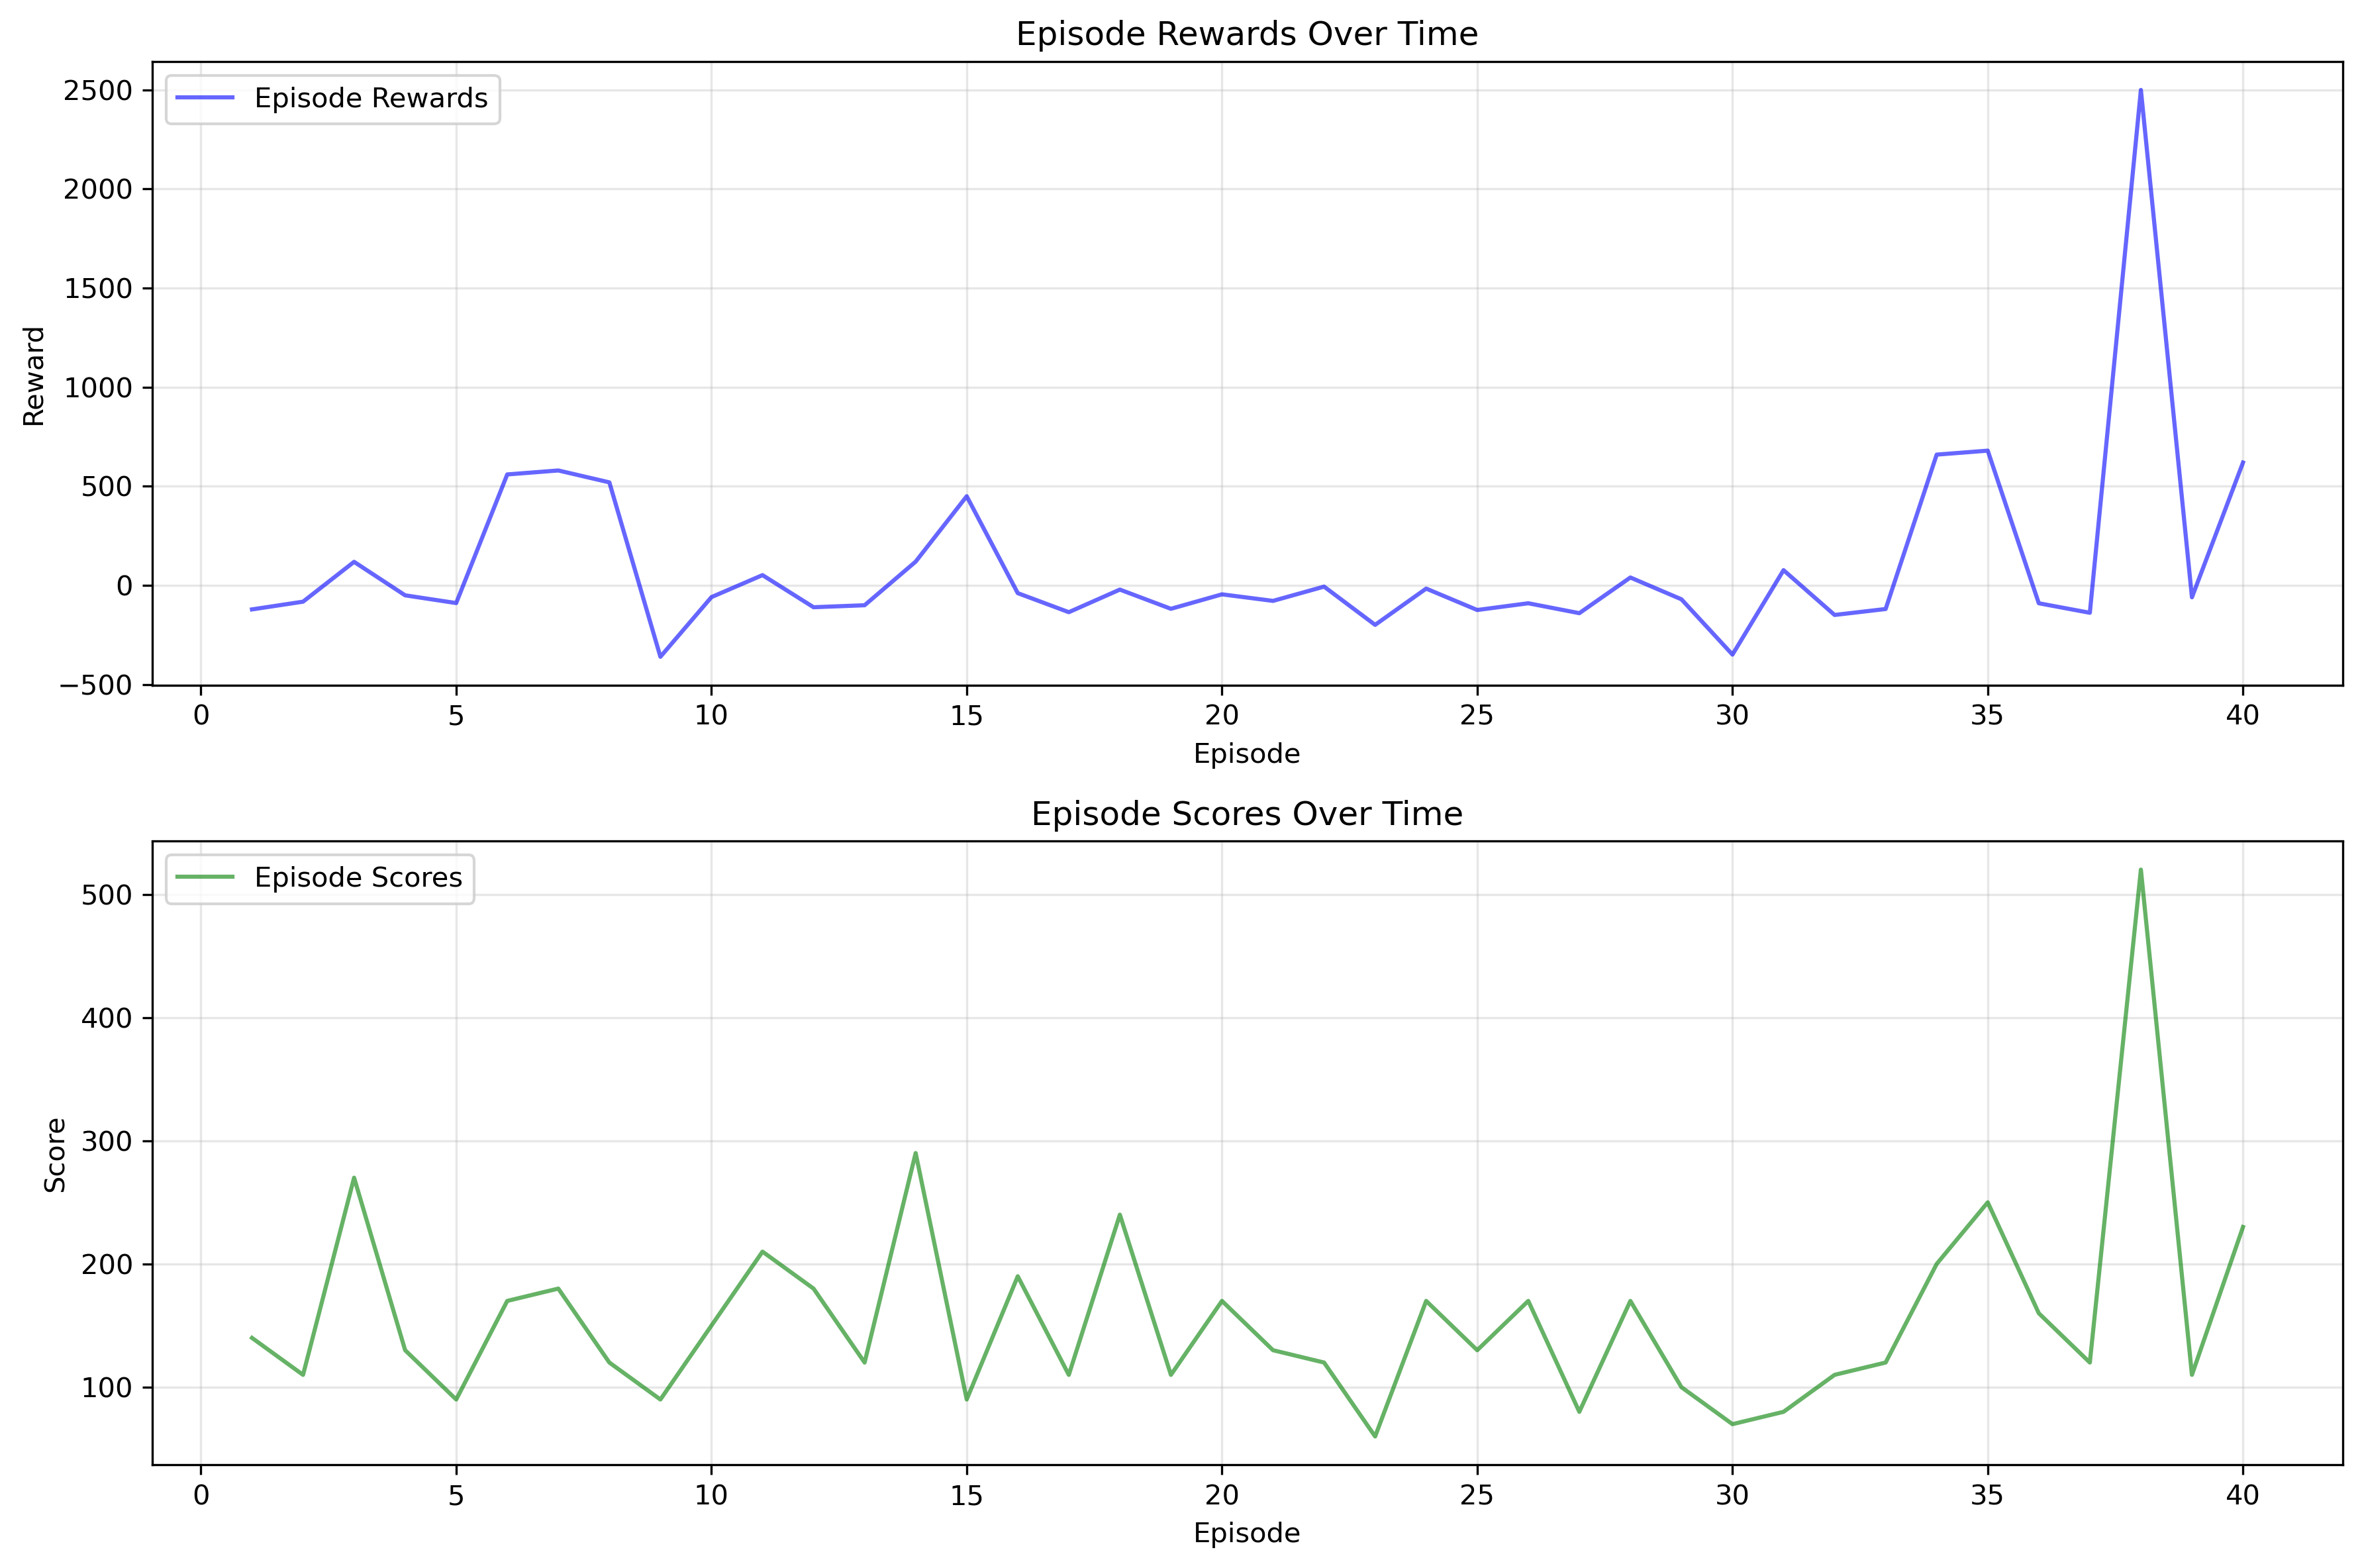 Episode Rewards Over Time
Episode Rewards
2500
2000
1500
1000
500
0
−500
Reward
0 5 10 15 20 25 30 35 40
Episode
Episode Scores Over Time
Episode Scores
500
400
300
200
100
Score
0 5 10 15 20 25 30 35 40
Episode